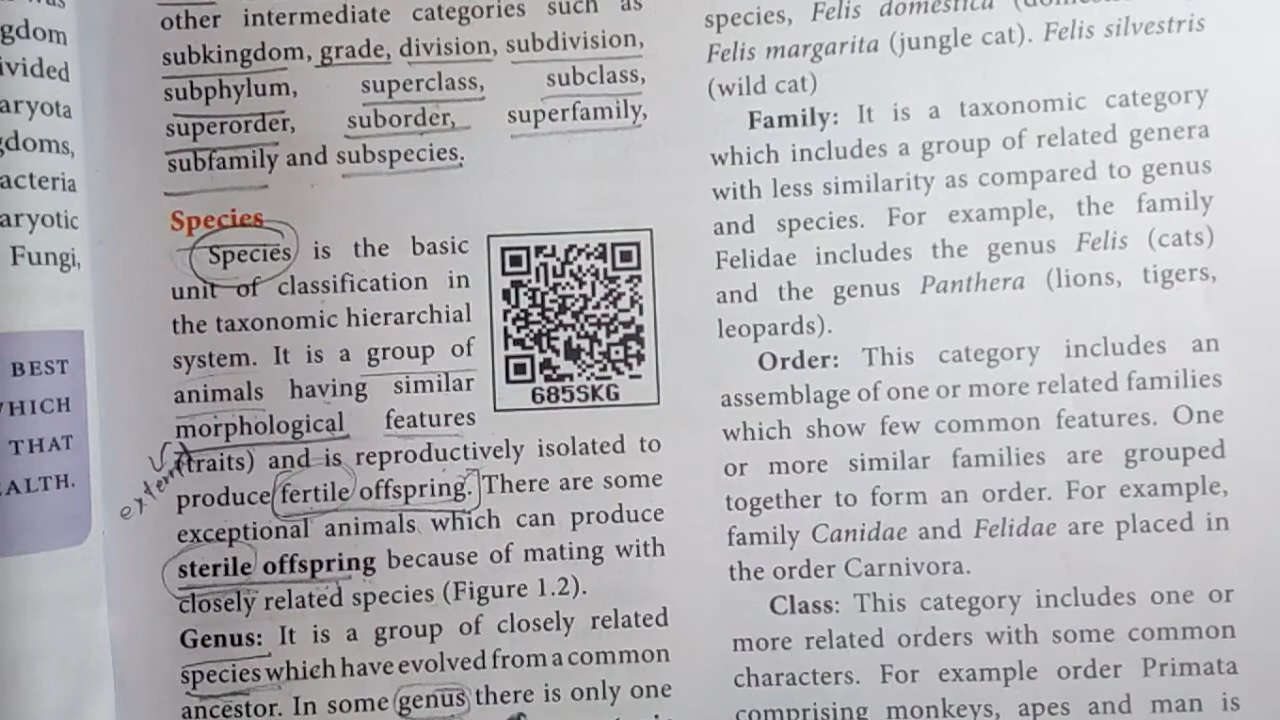 gdom
ivided
aryota
gdoms,
acteria
aryotic
Fungi,
BEST
WHICH
THAT
EALTH.
other intermediate categories such as
subkingdom, grade, division, subdivision,
subphylum, superclass, subclass,
superorder, suborder, superfamily,
subfamily and subspecies.
Species
Species is the basic
unit of classification in
the taxonomic hierarchial
system. It is a group of
animals having similar
morphological features
(traits) and is reproductively isolated to
produce fertile offspring. There are some
exceptional animals which can produce
sterile offspring because of mating with
closely related species (Figure 1.2).
Genus: It is a group of closely related
species which have evolved from a common
ancestor. In some genus there is only one
685SKG
species, Felis domestica
Felis margarita (jungle cat). Felis silvestris
(wild cat)
Family: It is a taxonomic category
which includes a group of related genera
with less similarity as compared to genus
and species. For example, the family
Felidae includes the genus Felis (cats)
and the genus Panthera (lions, tigers,
leopards).
Order: This category includes an
assemblage of one or more related families
which show few common features. One
or more similar families are grouped
together to form an order. For example,
family Canidae and Felidae are placed in
the order Carnivora.
Class: This category includes one or
more related orders with some common
characters. For example order Primata
comprising monkeys, apes and man is